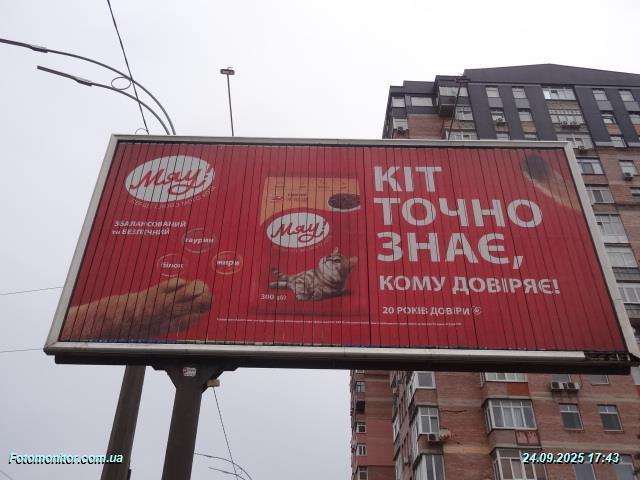 Мяу!
ЗБАЛАНСОВАНИЙ
та БЕЗПЕЧНИЙ
таурин
білок
жири
Мяу!
300 g℮
КІТ
ТОЧНО
ЗНАЄ,
КОМУ ДОВІРЯЄ!
20 РОКІВ ДОВІРИ*
Fotomonitor.com.ua
24.09.2025 17:43